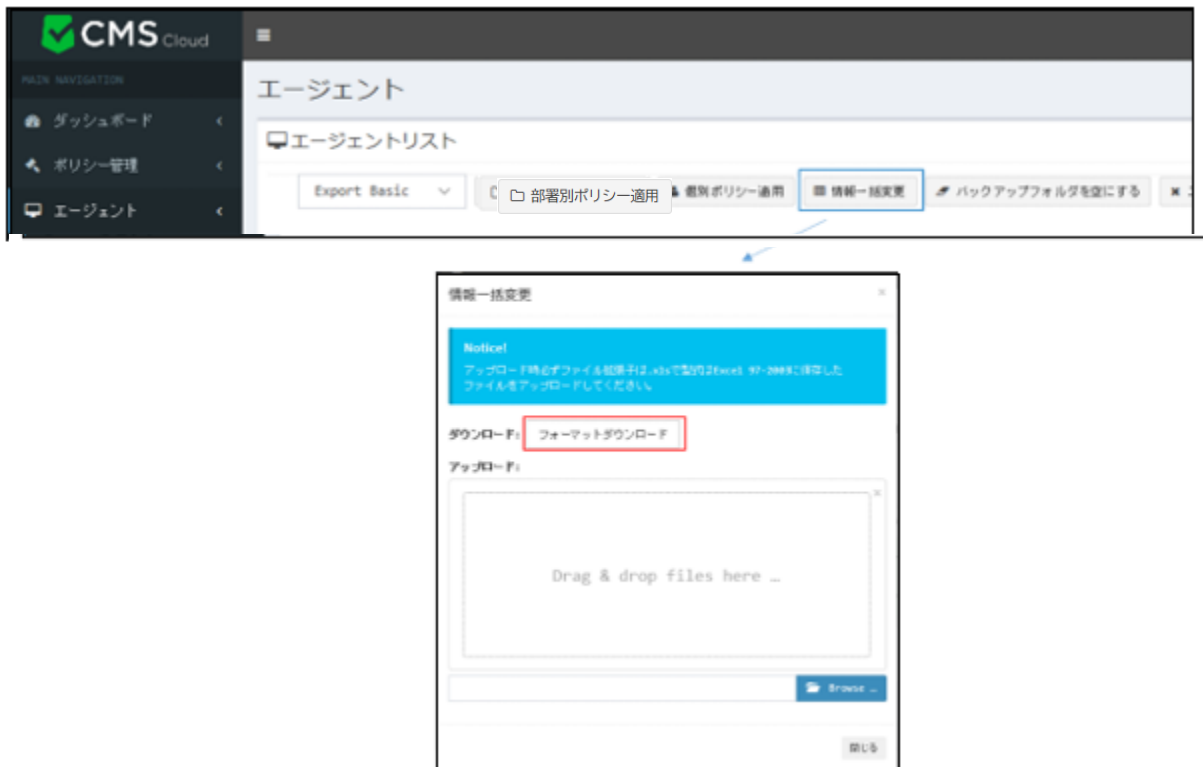 CMS Cloud
MAIN NAVIGATION
エージェント
ダッシュボード
エージェントリスト
ポリシー管理
Export Basic
部署別ポリシー適用
個別ポリシー適用
情報一括変更
バックアップフォルダを空にする
エージェント
情報一括変更
Notice!
アップロード時必ずファイル拡張子は.xlsで型式はExcel 97-2003に保存した
ファイルをアップロードしてください。
ダウンロード:
フォーマットダウンロード
アップロード:
Drag & drop files here …
Browse …
閉じる